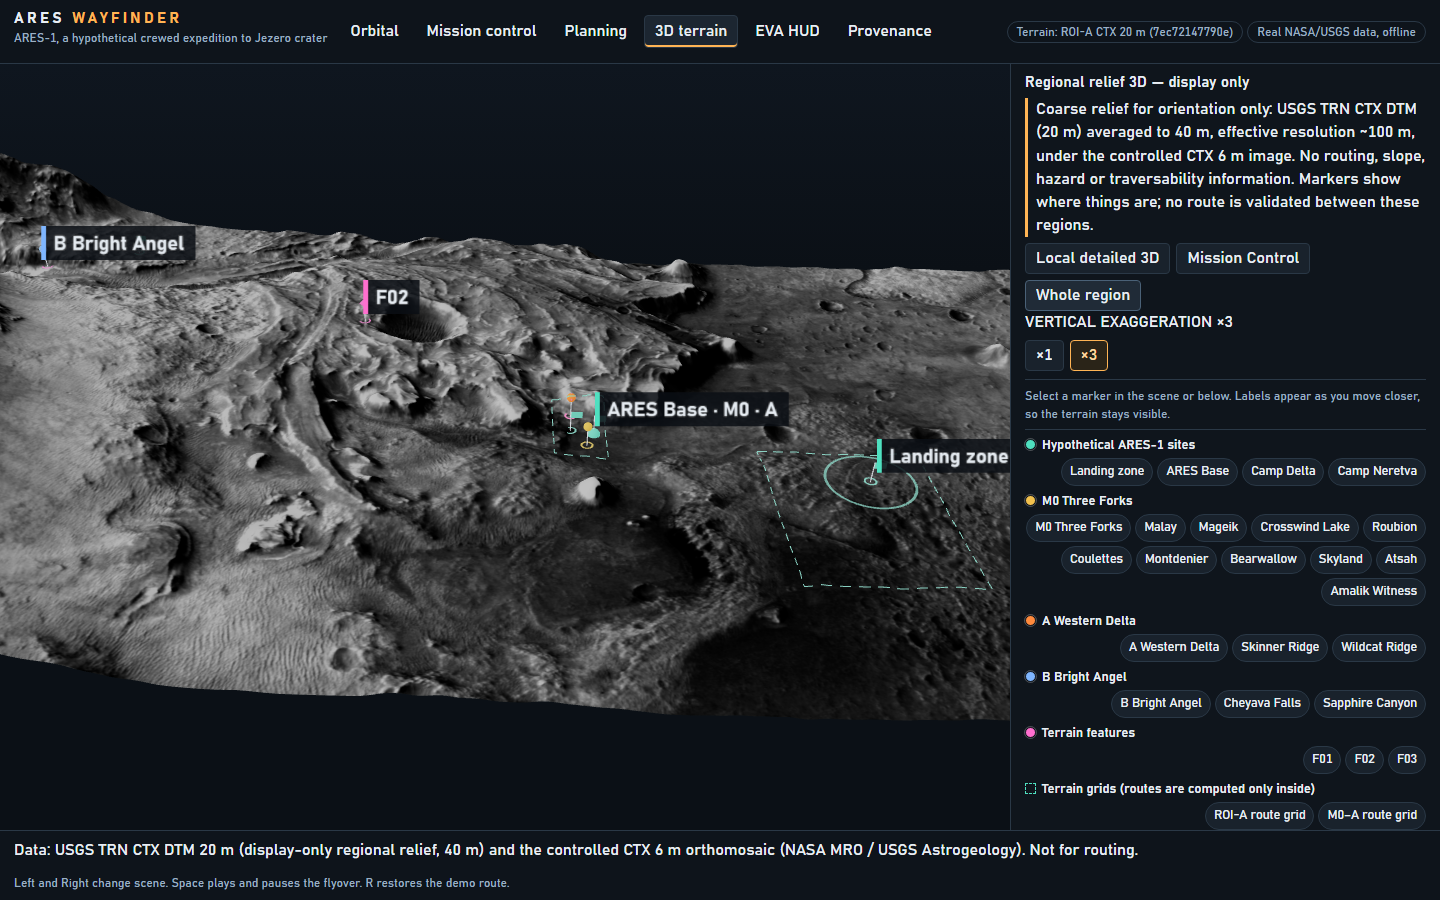 ARES WAYFINDER
ARES-1, a hypothetical crewed expedition to Jezero crater
Orbital
Mission control
Planning
3D terrain
EVA HUD
Provenance
Terrain: ROI-A CTX 20 m (7ec72147790e)
Real NASA/USGS data, offline
B Bright Angel
F02
ARES Base · M0 · A
Landing zone
Regional relief 3D — display only
Coarse relief for orientation only: USGS TRN CTX DTM
(20 m) averaged to 40 m, effective resolution ~100 m,
under the controlled CTX 6 m image. No routing, slope,
hazard or traversability information. Markers show
where things are; no route is validated between these
regions.
Local detailed 3D
Mission Control
Whole region
VERTICAL EXAGGERATION ×3
×1
×3
Select a marker in the scene or below. Labels appear as you move closer,
so the terrain stays visible.
Hypothetical ARES-1 sites
Landing zone
ARES Base
Camp Delta
Camp Neretva
M0 Three Forks
M0 Three Forks
Malay
Mageik
Crosswind Lake
Roubion
Coulettes
Montdenier
Bearwallow
Skyland
Atsah
Amalik Witness
A Western Delta
A Western Delta
Skinner Ridge
Wildcat Ridge
B Bright Angel
B Bright Angel
Cheyava Falls
Sapphire Canyon
Terrain features
F01
F02
F03
Terrain grids (routes are computed only inside)
ROI-A route grid
M0-A route grid
Data: USGS TRN CTX DTM 20 m (display-only regional relief, 40 m) and the controlled CTX 6 m orthomosaic (NASA MRO / USGS Astrogeology). Not for routing.
Left and Right change scene. Space plays and pauses the flyover. R restores the demo route.